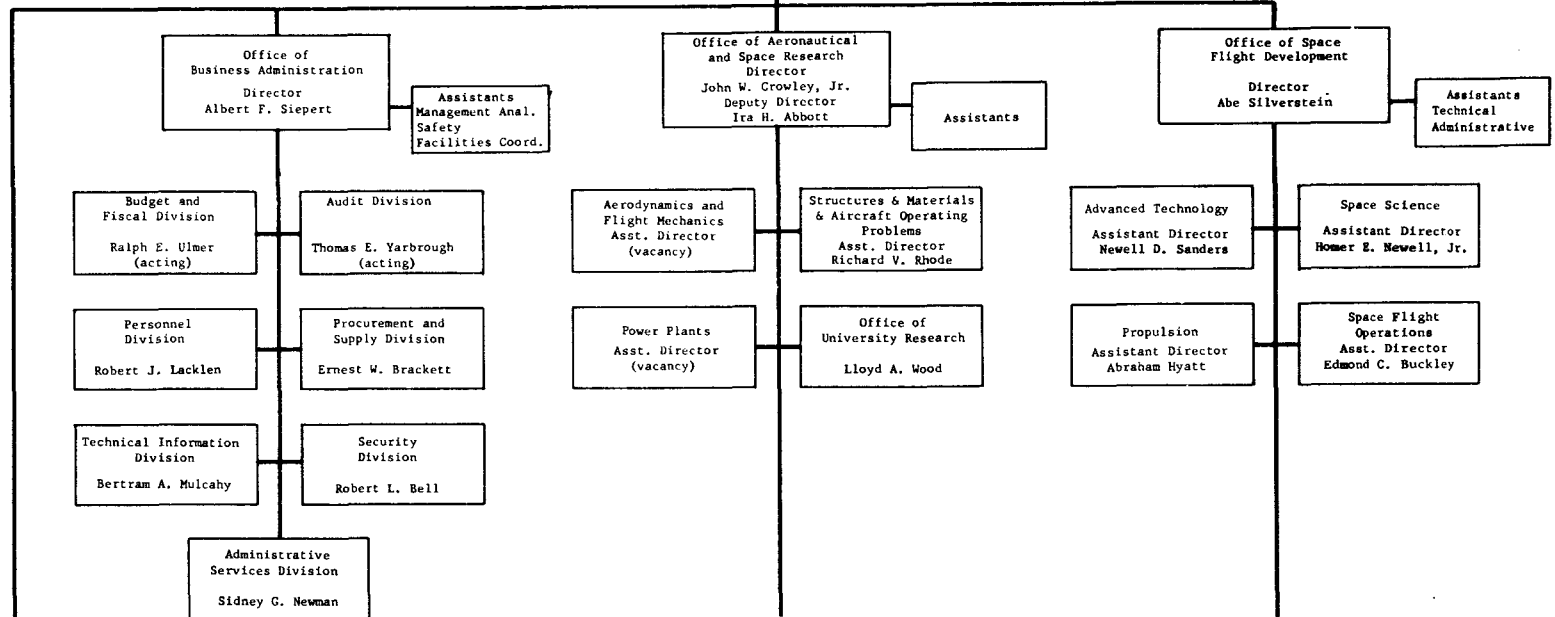 Office of
Business Administration
Director
Albert F. Siepert
Assistants
Management Anal.
Safety
Facilities Coord.
Budget and
Fiscal Division
Ralph E. Ulmer
(acting)
Audit Division
Thomas E. Yarbrough
(acting)
Personnel
Division
Robert J. Lacklen
Procurement and
Supply Division
Ernest W. Brackett
Technical Information
Division
Bertram A. Mulcahy
Security
Division
Robert L. Bell
Administrative
Services Division
Sidney G. Newman
Office of Aeronautical
and Space Research
Director
John W. Crowley, Jr.
Deputy Director
Ira H. Abbott
Assistants
Aerodynamics and
Flight Mechanics
Asst. Director
(vacancy)
Structures & Materials
& Aircraft Operating
Problems
Asst. Director
Richard V. Rhode
Power Plants
Asst. Director
(vacancy)
Office of
University Research
Lloyd A. Wood
Office of Space
Flight Development
Director
Abe Silverstein
Assistants
Technical
Administrative
Advanced Technology
Assistant Director
Newell D. Sanders
Space Science
Assistant Director
Homer E. Newell, Jr.
Propulsion
Assistant Director
Abraham Hyatt
Space Flight
Operations
Asst. Director
Edmond C. Buckley